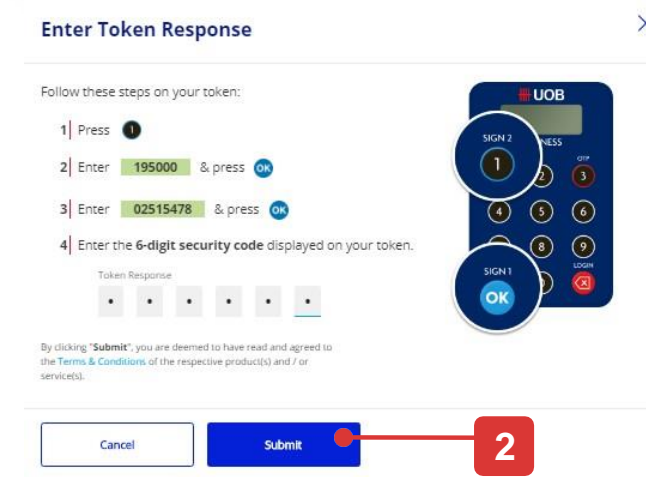 Enter Token Response
Follow these steps on your token:
1 Press 1
2 Enter 195000 & press OK
3 Enter 02515478 & press OK
4 Enter the 6-digit security code displayed on your token.
Token Response
By clicking "Submit", you are deemed to have read and agreed to
the Terms & Conditions of the respective product(s) and / or
service(s).
Cancel
Submit
2
UOB
SIGN 2
NESS
OTP
1
2
3
4
5
6
8
9
SIGN 1
LOGIN
OK